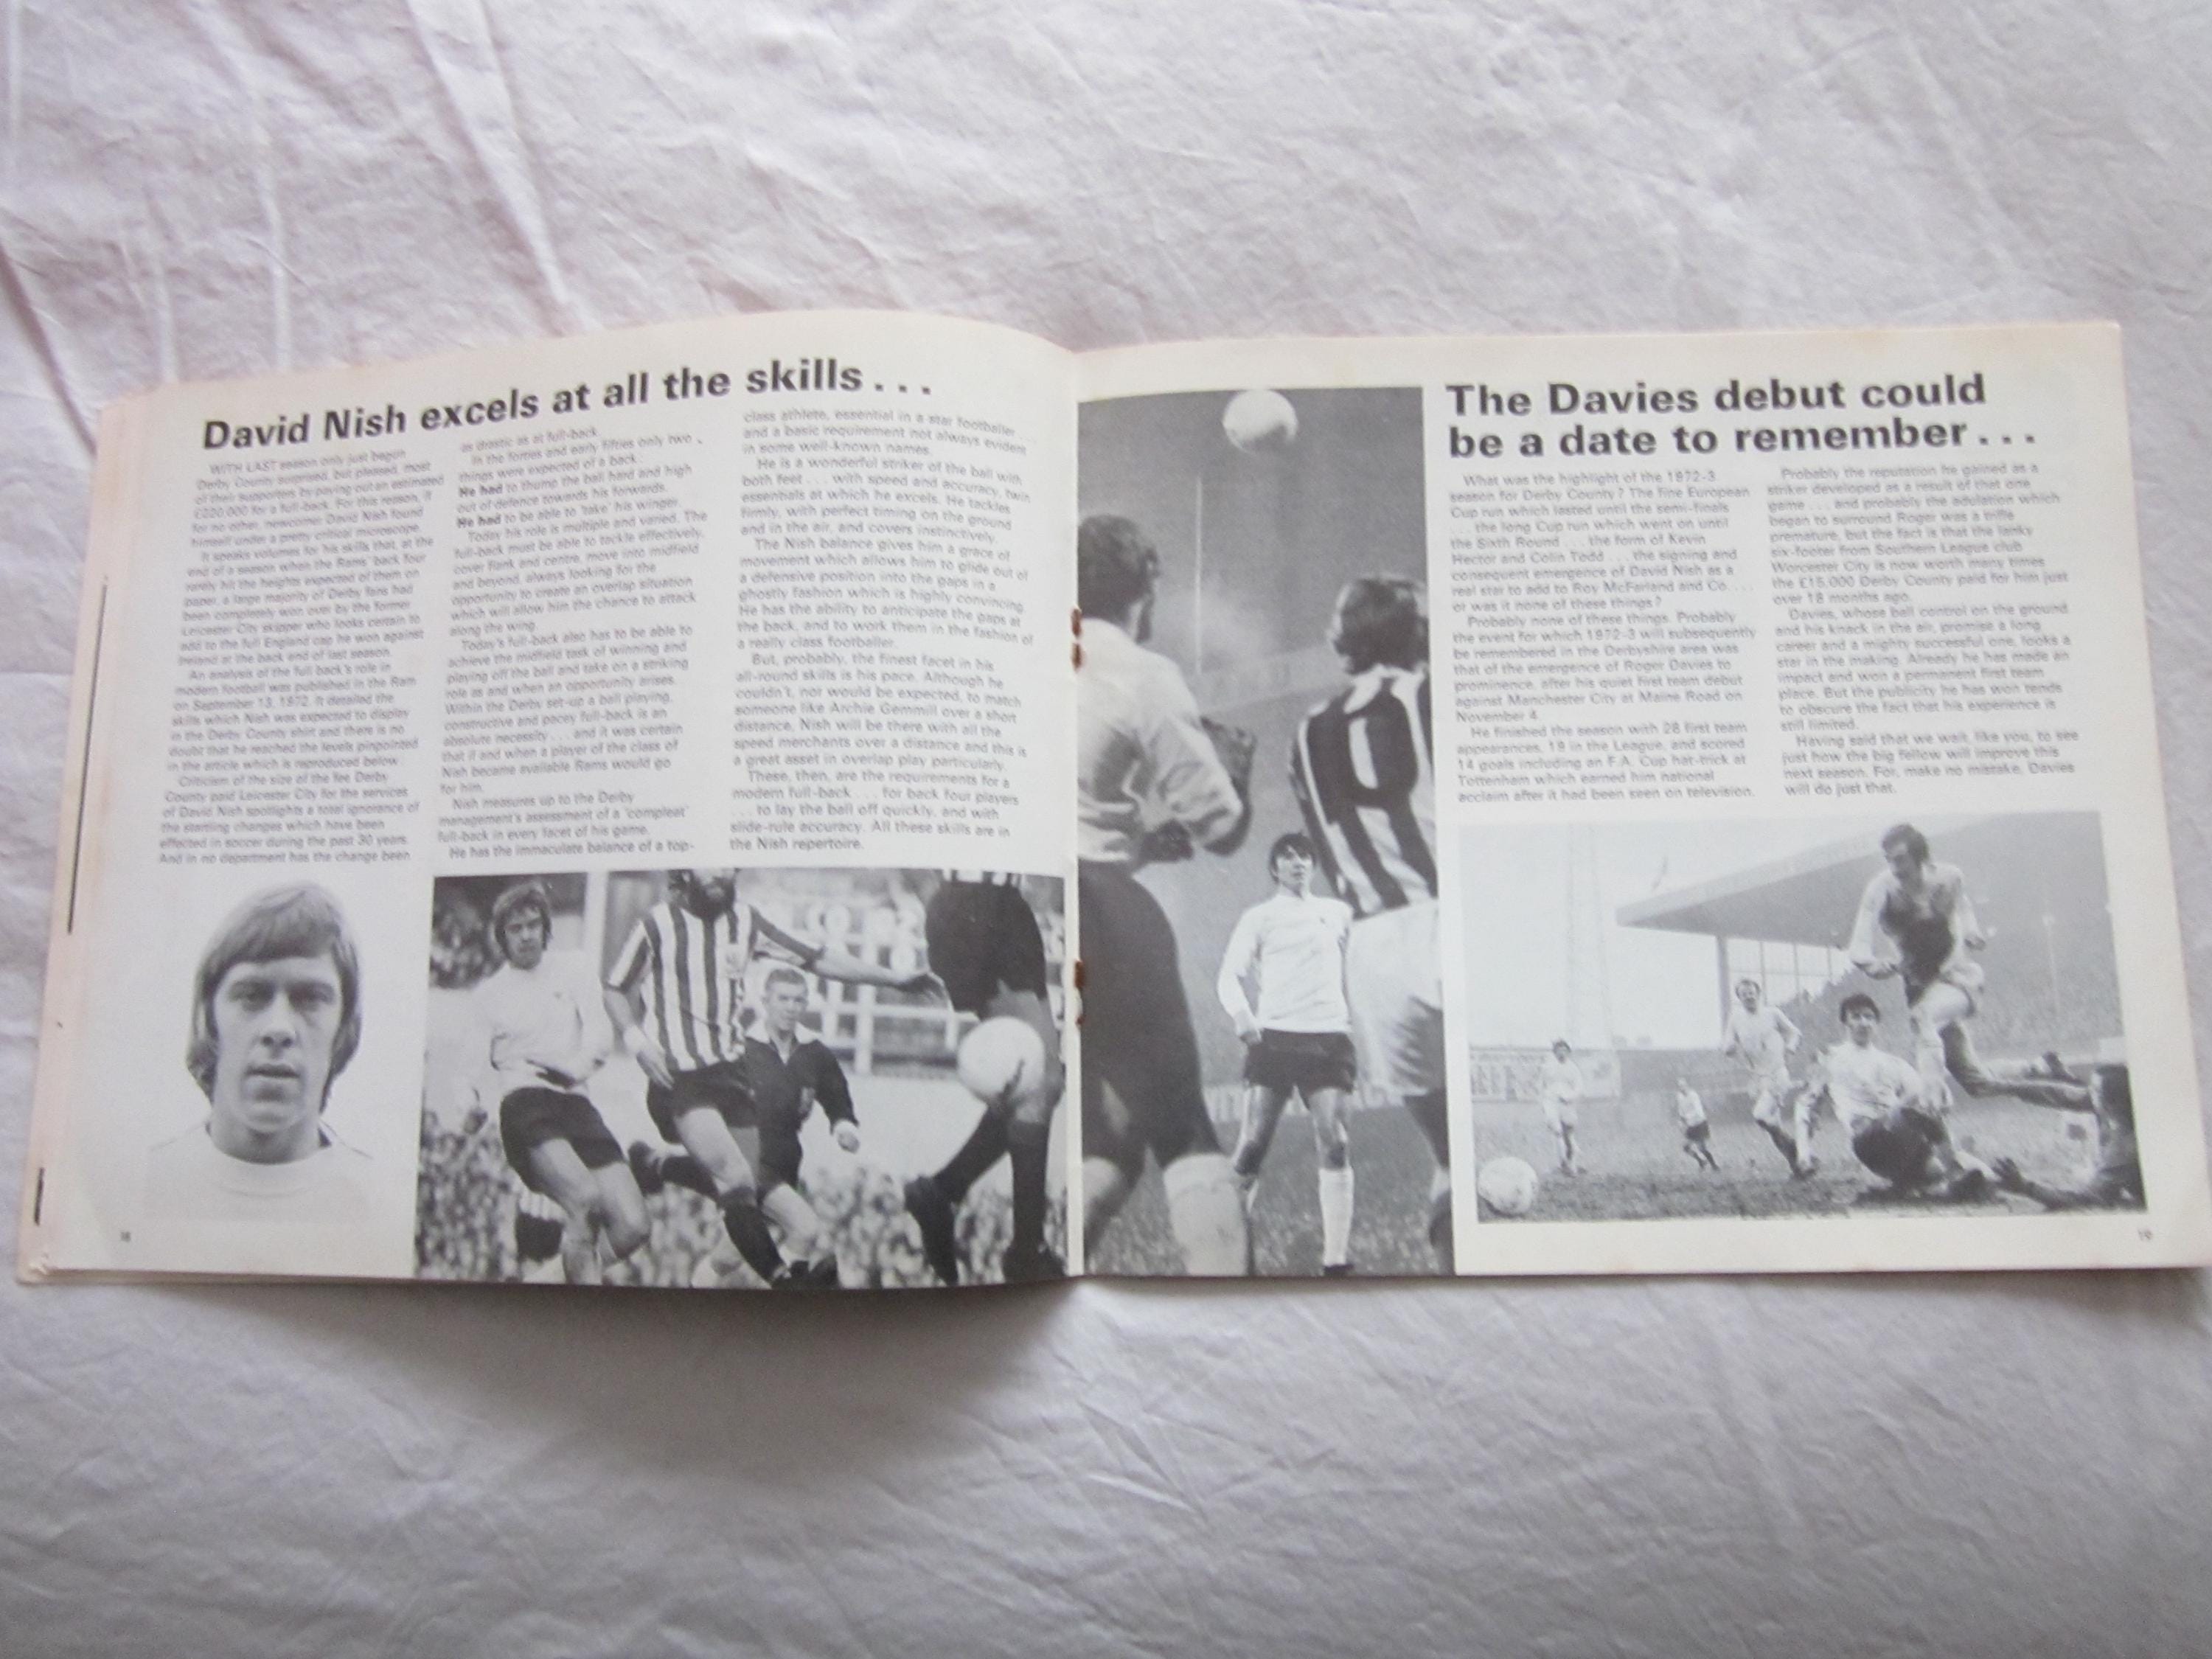 David Nish excels at all the skills . . .
WITH LAST season only just begun
Derby County surprised, but pleased, most
of their supporters by paying out an estimated
£220,000 for a full-back. For this reason, if
for no other, newcomer David Nish found
himself under a pretty critical microscope.
It speaks volumes for his skills that, at the
end of a season when the Rams' back four
rarely hit the heights expected of them on
paper, a large majority of Derby fans had
been completely won over by the former
Leicester City skipper who looks certain to
add to the full England cap he won against
Ireland at the back end of last season.
An analysis of the full back's role in
modern football was published in the Ram
on September 13, 1972. It detailed the
skills which Nish was expected to display
in the Derby County shirt and there is no
doubt that he reached the levels pinpointed
in the article which is reproduced below.
Criticism of the size of the fee Derby
County paid Leicester City for the services
of David Nish spotlights a total ignorance of
the startling changes which have been
effected in soccer during the past 30 years.
And in no department has the change been
as drastic as at full-back.
In the forties and early fifties only two
things were expected of a back.
He had to thump the ball hard and high
out of defence towards his forwards.
He had to be able to 'take' his winger.
Today his role is multiple and varied. The
full-back must be able to tackle effectively,
cover flank and centre, move into midfield
and beyond, always looking for the
opportunity to create an overlap situation
which will allow him the chance to attack
along the wing.
Today's full-back also has to be able to
achieve the midfield task of winning and
playing off the ball and take on a striking
role as and when an opportunity arises.
Within the Derby set-up a ball playing,
constructive and pacey full-back is an
absolute necessity . . . and it was certain
that if and when a player of the class of
Nish became available Rams would go
for him.
Nish measures up to the Derby
management's assessment of a 'compleat'
full-back in every facet of his game.
He has the immaculate balance of a top-
class athlete, essential in a star footballer . . .
and a basic requirement not always evident
in some well-known names.
He is a wonderful striker of the ball with
both feet . . . with speed and accuracy, twin
essentials at which he excels. He tackles
firmly, with perfect timing on the ground
and in the air, and covers instinctively.
The Nish balance gives him a grace of
movement which allows him to glide out of
a defensive position into the gaps in a
ghostly fashion which is highly convincing.
He has the ability to anticipate the gaps at
the back, and to work them in the fashion of
a really class footballer.
But, probably, the finest facet in his
all-round skills is his pace. Although he
couldn't, nor would be expected, to match
someone like Archie Gemmill over a short
distance, Nish will be there with all the
speed merchants over a distance and this is
a great asset in overlap play particularly.
These, then, are the requirements for a
modern full-back . . . for back four players
. . . to lay the ball off quickly, and with
slide-rule accuracy. All these skills are in
the Nish repertoire.
18
The Davies debut could
be a date to remember . . .
What was the highlight of the 1972-3
season for Derby County? The fine European
Cup run which lasted until the semi-finals
. . . the long Cup run which went on until
the Sixth Round . . . the form of Kevin
Hector and Colin Todd . . . the signing and
consequent emergence of David Nish as a
real star to add to Roy McFarland and Co. . . .
or was it none of these things?
Probably none of these things. Probably
the event for which 1972-3 will subsequently
be remembered in the Derbyshire area was
that of the emergence of Roger Davies to
prominence, after his quiet first team debut
against Manchester City at Maine Road on
November 4.
He finished the season with 28 first team
appearances, 19 in the League, and scored
14 goals including an F.A. Cup hat-trick at
Tottenham which earned him national
acclaim after it had been seen on television.
Probably the reputation he gained as a
striker developed as a result of that one
game . . . and probably the adulation which
began to surround Roger was a trifle
premature, but the fact is that the lanky
six-footer from Southern League club
Worcester City is now worth many times
the £15,000 Derby County paid for him just
over 18 months ago.
Davies, whose ball control on the ground
and his knack in the air, promise a long
career and a mighty successful one, looks a
star in the making. Already he has made an
impact and won a permanent first team
place. But the publicity he has won tends
to obscure the fact that his experience is
still limited.
Having said that we wait, like you, to see
just how the big fellow will improve this
next season. For, make no mistake, Davies
will do just that.
19